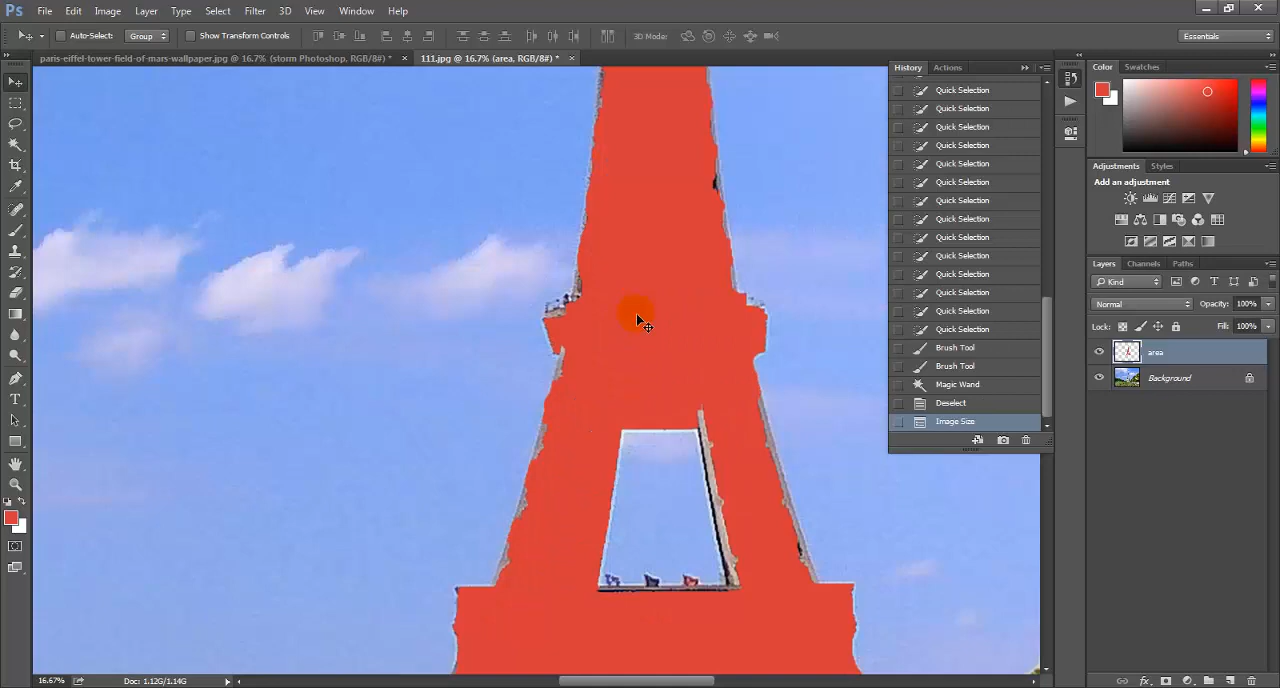 Ps File Edit Image Layer Type Select Filter 3D View Window Help
Auto-Select: Group Show Transform Controls 3D Mode: Essentials
paris-eiffel-tower-field-of-mars-wallpaper.jpg @ 16.7% (storm Photoshop, RGB/8#) * × 111.jpg @ 16.7% (area, RGB/8#) * ×
History Actions
Quick Selection
Quick Selection
Quick Selection
Quick Selection
Quick Selection
Quick Selection
Quick Selection
Quick Selection
Quick Selection
Quick Selection
Quick Selection
Quick Selection
Quick Selection
Quick Selection
Brush Tool
Brush Tool
Magic Wand
Deselect
Image Size
Color Swatches
Adjustments Styles
Add an adjustment
Layers Channels Paths
Kind
Normal Opacity: 100%
Lock: Fill: 100%
area
Background
16.67% Doc: 1.12G/1.14G